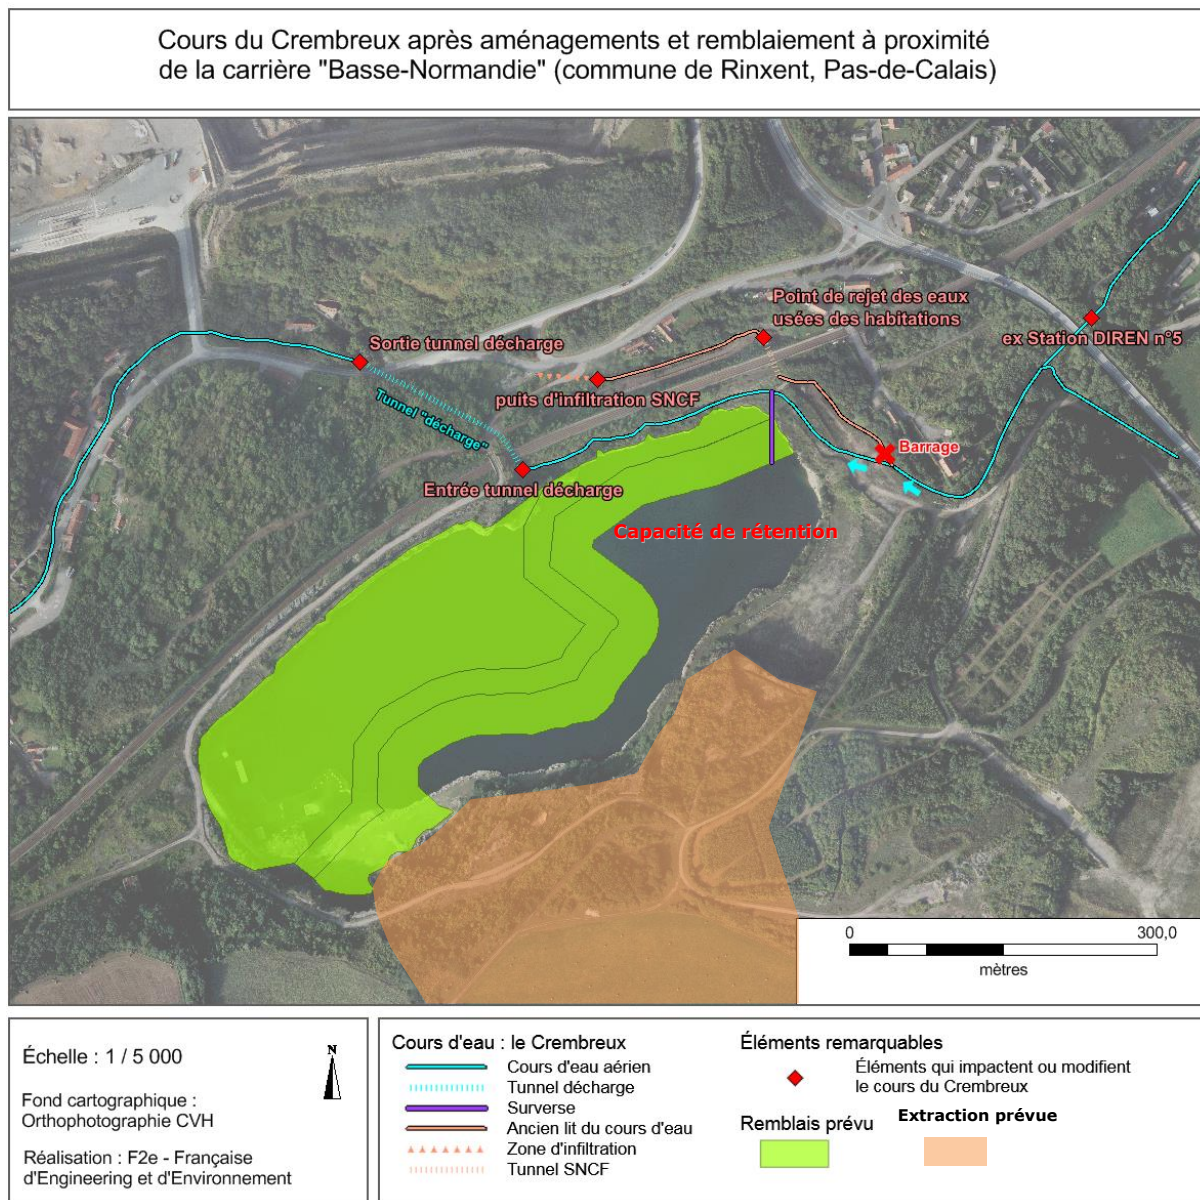 Cours du Crembreux après aménagements et remblaiement à proximité
de la carrière "Basse-Normandie" (commune de Rinxent, Pas-de-Calais)
Point de rejet des eaux
usées des habitations
ex Station DIREN n°5
Sortie tunnel décharge
puits d'infiltration SNCF
Tunnel "décharge"
Barrage
Entrée tunnel décharge
Capacité de rétention
0 300,0
mètres
Échelle : 1 / 5 000
N
Fond cartographique :
Orthophotographie CVH
Réalisation : F2e - Française
d'Engineering et d'Environnement
Cours d'eau : le Crembreux
Cours d'eau aérien
Tunnel décharge
Surverse
Ancien lit du cours d'eau
Zone d'infiltration
Tunnel SNCF
Éléments remarquables
Éléments qui impactent ou modifient
le cours du Crembreux
Remblais prévu
Extraction prévue